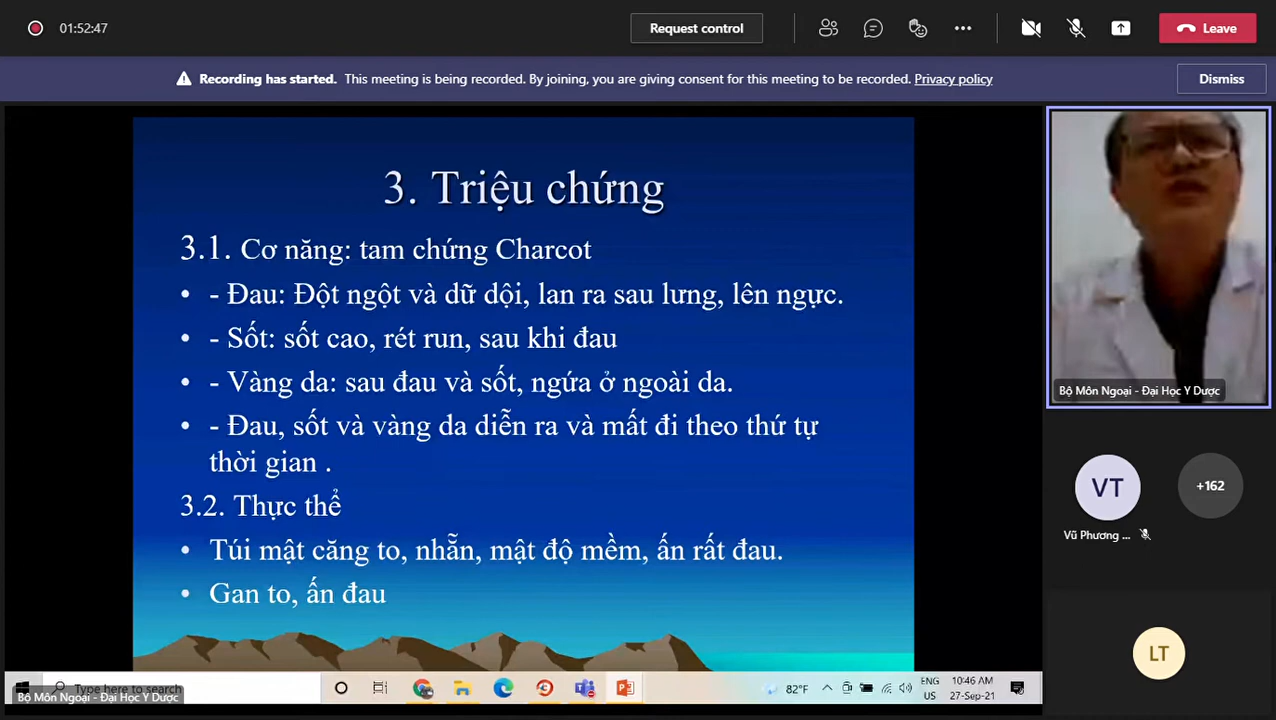 01:52:47
Request control
Leave
Recording has started. This meeting is being recorded. By joining, you are giving consent for this meeting to be recorded. Privacy policy
Dismiss
3. Triệu chứng
3.1. Cơ năng: tam chứng Charcot
• - Đau: Đột ngột và dữ dội, lan ra sau lưng, lên ngực.
• - Sốt: sốt cao, rét run, sau khi đau
• - Vàng da: sau đau và sốt, ngứa ở ngoài da.
• - Đau, sốt và vàng da diễn ra và mất đi theo thứ tự
thời gian .
3.2. Thực thể
• Túi mật căng to, nhẵn, mật độ mềm, ấn rất đau.
• Gan to, ấn đau
Bộ Môn Ngoại - Đại Học Y Dược
VT
+162
Vũ Phương ...
LT
Type here to search
Bộ Môn Ngoại - Đại Học Y Dược
82°F
ENG
US
10:46 AM
27-Sep-21